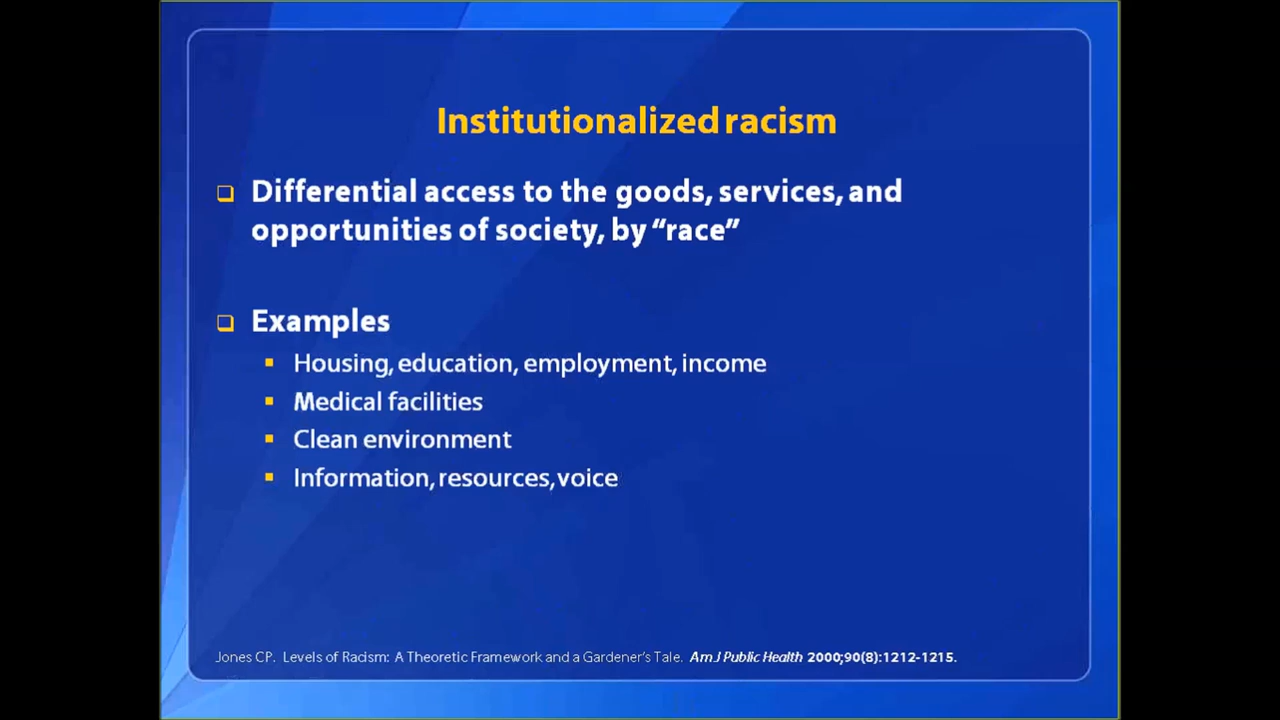 Institutionalized racism
Differential access to the goods, services, and
opportunities of society, by “race”
Examples
Housing, education, employment, income
Medical facilities
Clean environment
Information, resources, voice
Jones CP. Levels of Racism: A Theoretic Framework and a Gardener’s Tale. Am J Public Health 2000;90(8):1212-1215.